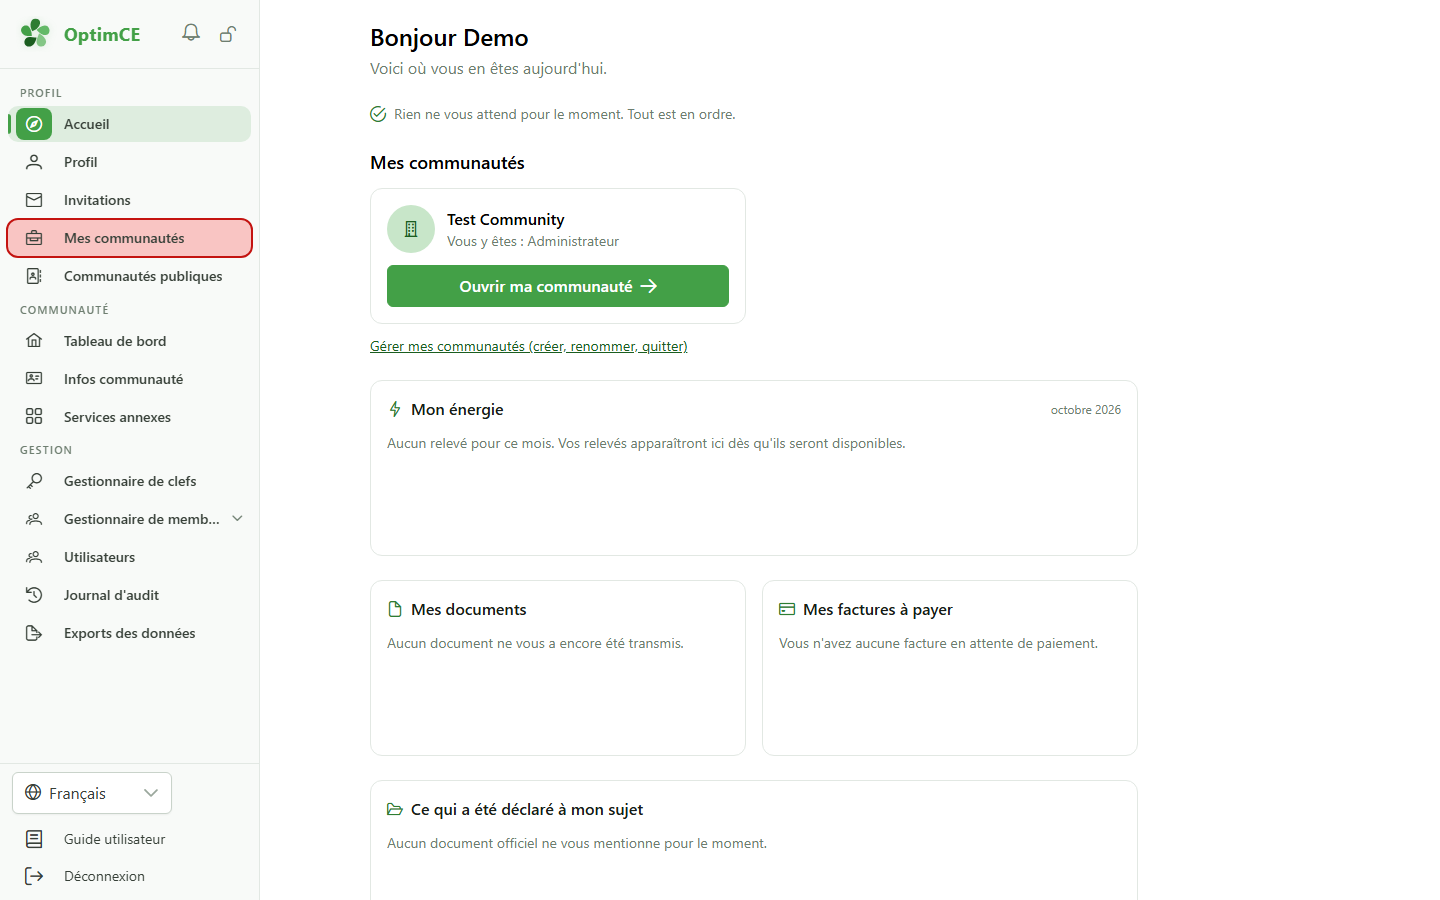 OptimCE
PROFIL
Accueil
Profil
Invitations
Mes communautés
Communautés publiques
COMMUNAUTÉ
Tableau de bord
Infos communauté
Services annexes
GESTION
Gestionnaire de clefs
Gestionnaire de memb...
Utilisateurs
Journal d'audit
Exports des données
Français
Guide utilisateur
Déconnexion
Bonjour Demo
Voici où vous en êtes aujourd'hui.
Rien ne vous attend pour le moment. Tout est en ordre.
Mes communautés
Test Community
Vous y êtes : Administrateur
Ouvrir ma communauté
Gérer mes communautés (créer, renommer, quitter)
Mon énergie
octobre 2026
Aucun relevé pour ce mois. Vos relevés apparaîtront ici dès qu'ils seront disponibles.
Mes documents
Aucun document ne vous a encore été transmis.
Mes factures à payer
Vous n'avez aucune facture en attente de paiement.
Ce qui a été déclaré à mon sujet
Aucun document officiel ne vous mentionne pour le moment.